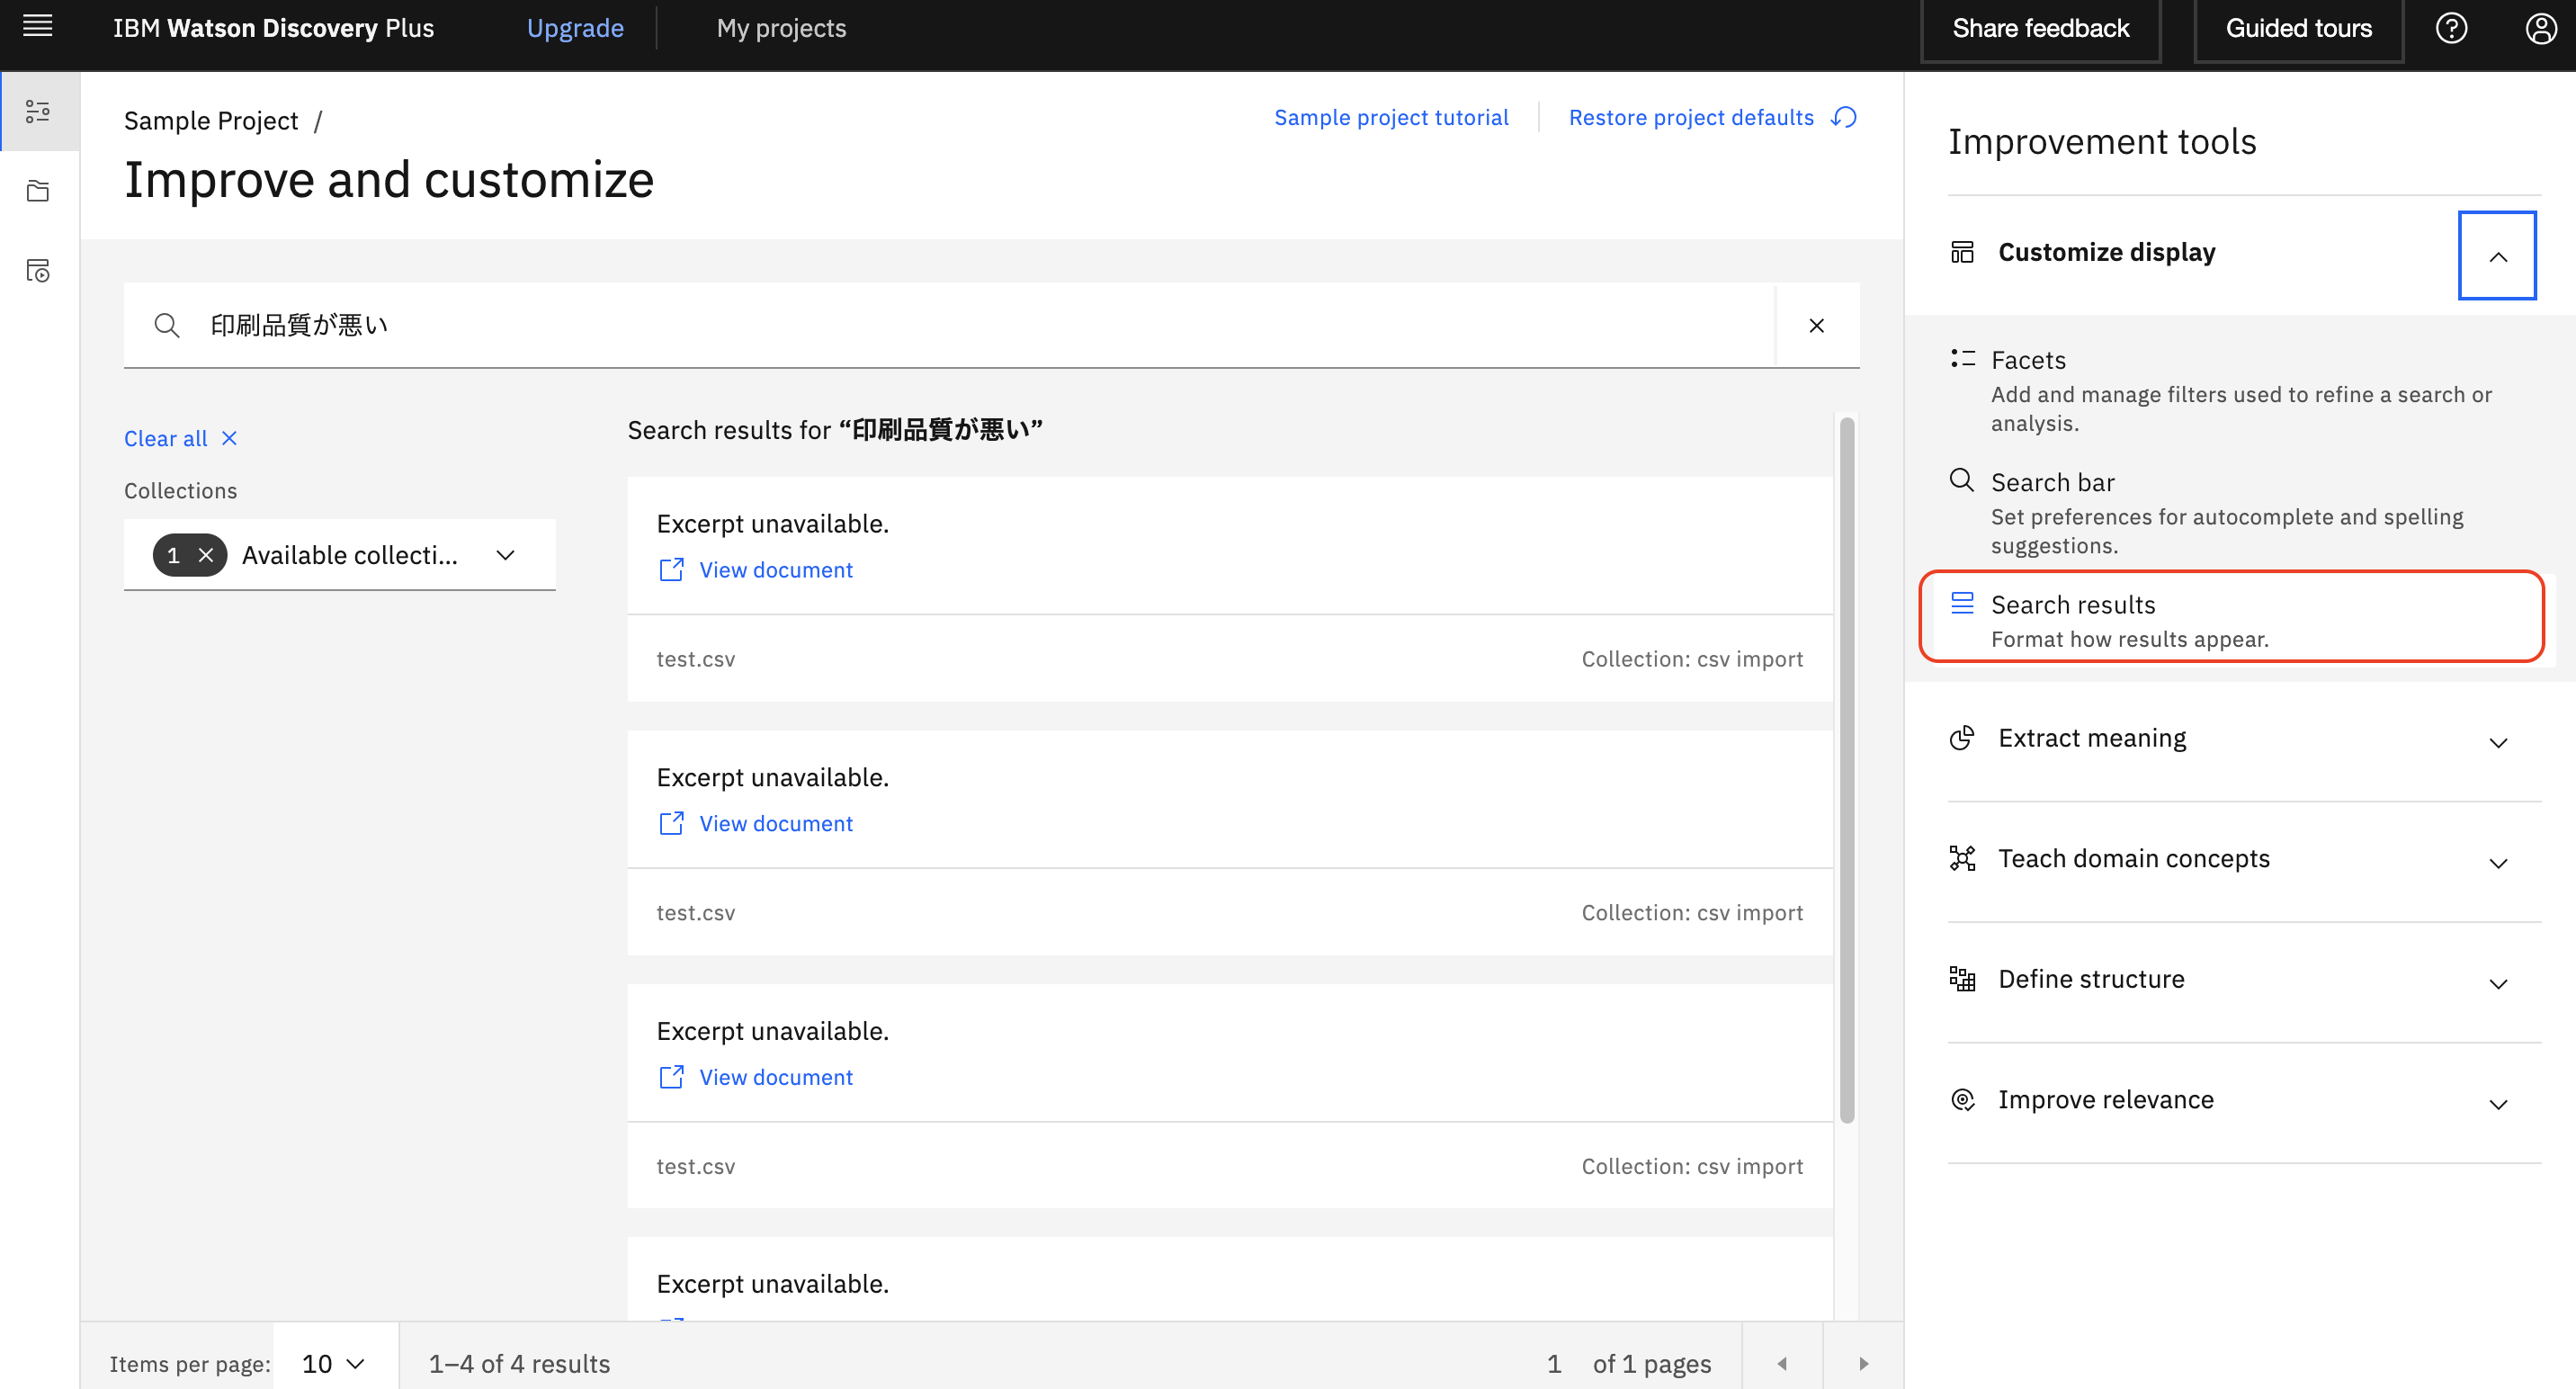 IBM Watson Discovery Plus
Upgrade
My projects
Share feedback
Guided tours
Sample Project /
Sample project tutorial
Restore project defaults
Improve and customize
印刷品質が悪い
Clear all
Collections
1
Available collecti...
Search results for “印刷品質が悪い”
Excerpt unavailable.
View document
test.csv
Collection: csv import
Excerpt unavailable.
View document
test.csv
Collection: csv import
Excerpt unavailable.
View document
test.csv
Collection: csv import
Excerpt unavailable.
Items per page:
10
1–4 of 4 results
1 of 1 pages
Improvement tools
Customize display
Facets
Add and manage filters used to refine a search or
analysis.
Search bar
Set preferences for autocomplete and spelling
suggestions.
Search results
Format how results appear.
Extract meaning
Teach domain concepts
Define structure
Improve relevance